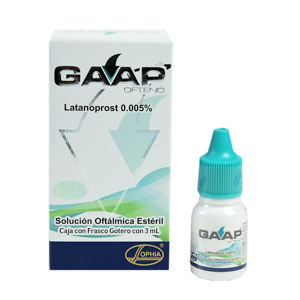 GAAP
OFTENO
Latanoprost 0.005%
Solución Oftálmica Estéril
Caja con Frasco Gotero con 3 mL
SOPHIA
GAAP